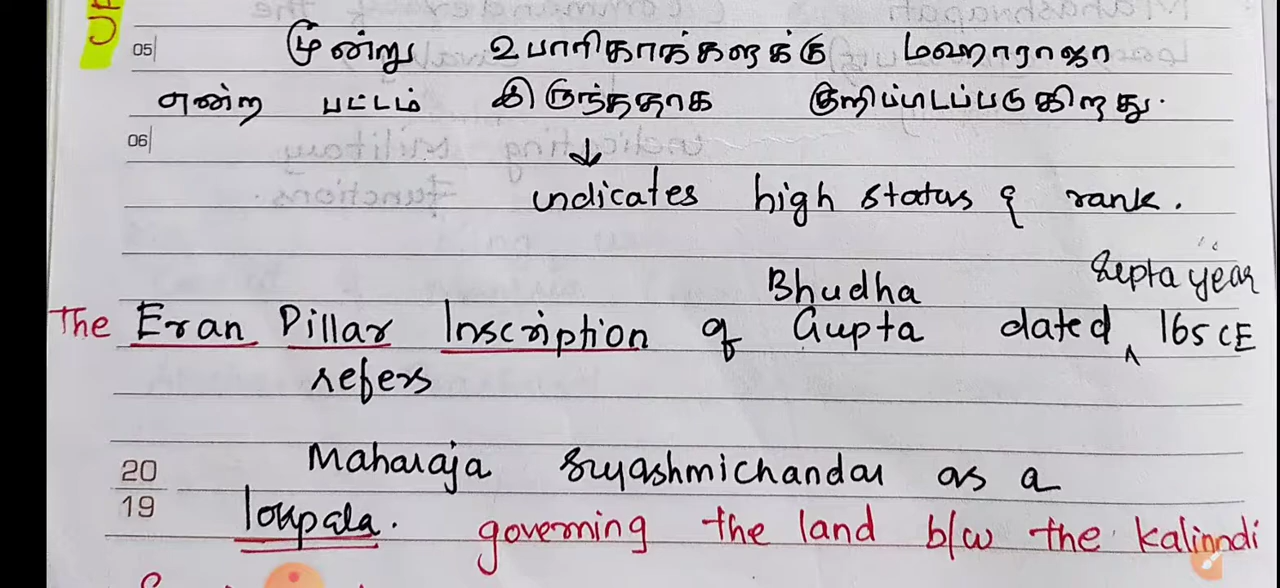 05
மூன்று உபாரிகாக்களுக்கு மஹாராஜா
என்ற பட்டம் இருந்ததாக குறிப்பிடப்படுகிறது.
06
↓
indicates high status & rank.
Bhudha Gupta year
The Eran Pillar Inscription of Gupta dated ^ 165 CE
refers
20 Maharaja Suyashmichandar as a
19 lokpala. governing the land b/w the kalinndi